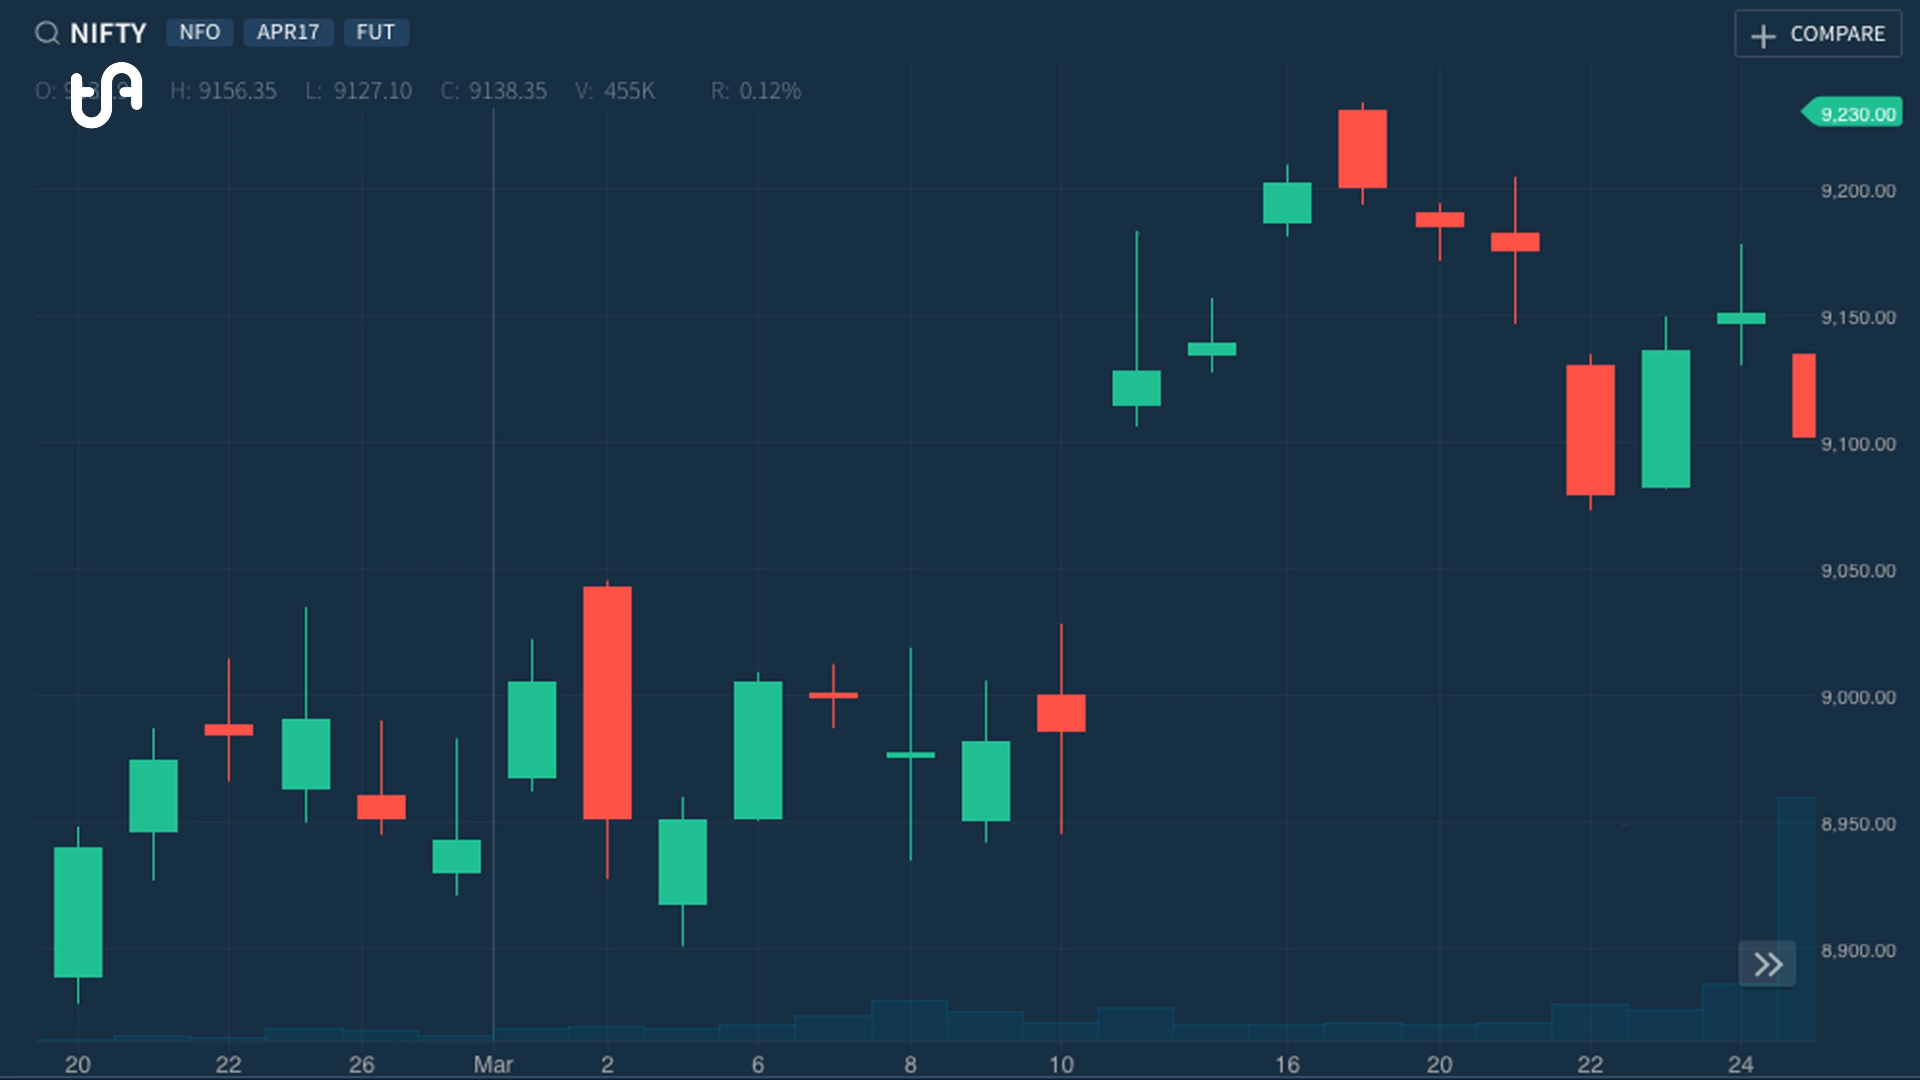 NIFTY NFO APR17 FUT
+ COMPARE
O: H: 9156.35 L: 9127.10 C: 9138.35 V: 455K R: 0.12%
tA
9,230.00
9,200.00
9,150.00
9,100.00
9,050.00
9,000.00
8,950.00
8,900.00
20 22 26 Mar 2 6 8 10 16 20 22 24